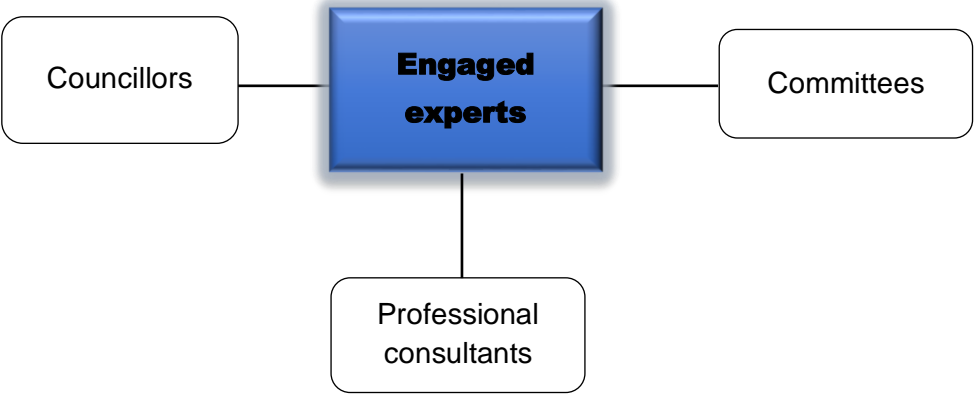 Councillors
Engaged
experts
Committees
Professional
consultants